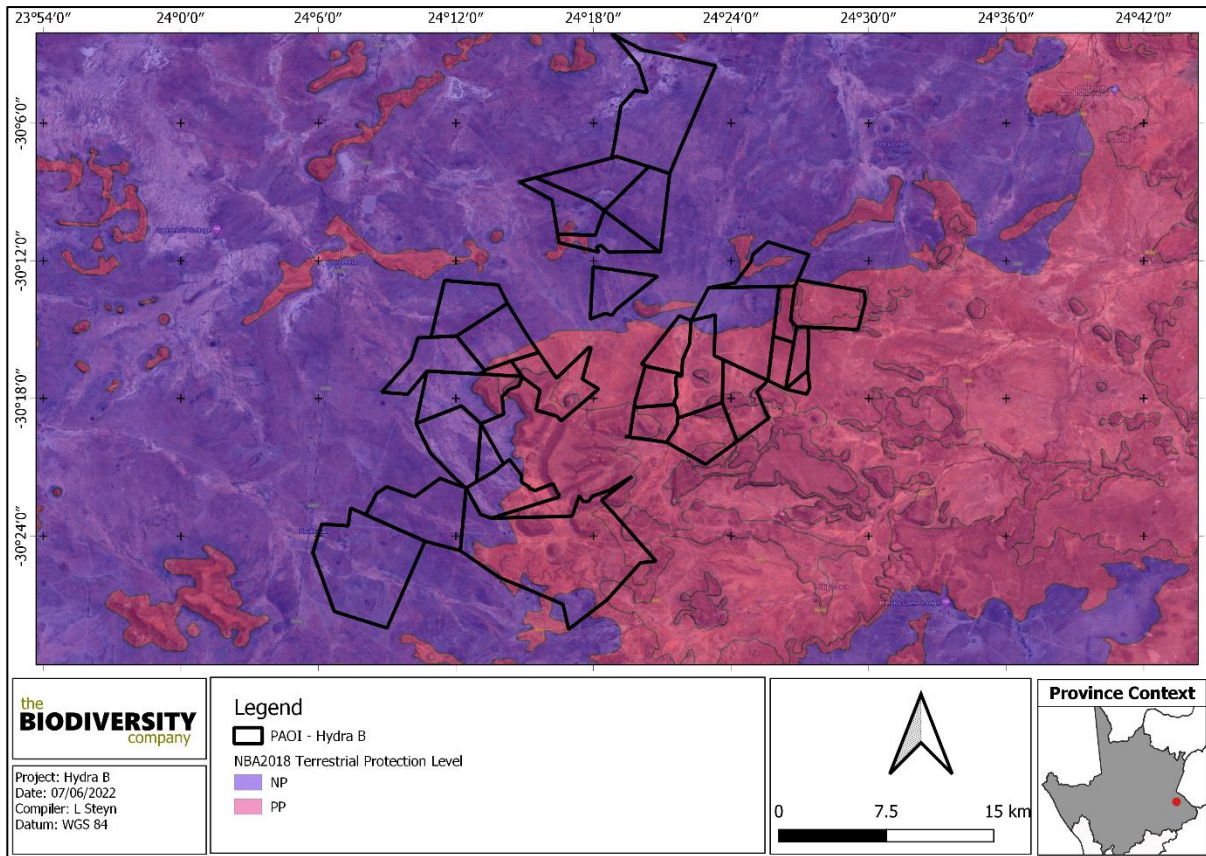 23°54′0″ 24°0′0″ 24°6′0″ 24°12′0″ 24°18′0″ 24°24′0″ 24°30′0″ 24°36′0″ 24°42′0″
-30°6′0″
-30°12′0″
-30°18′0″
-30°24′0″
the
BIODIVERSITY
company
Project: Hydra B
Date: 07/06/2022
Compiler: L Steyn
Datum: WGS 84
Legend
PAOI - Hydra B
NBA2018 Terrestrial Protection Level
NP
PP
0 7.5 15 km
Province Context